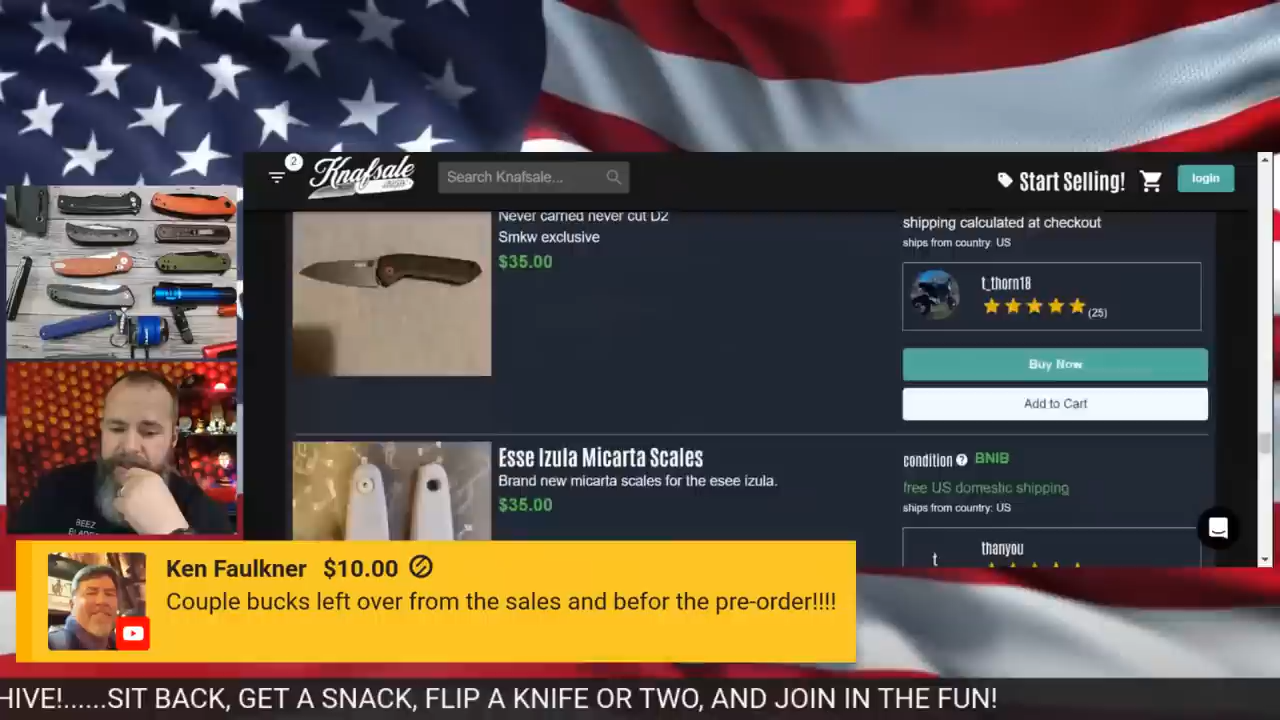 2
Knafsale
.com
Search Knafsale...
Start Selling!
login
Never carried never cut D2
Smkw exclusive
$35.00
shipping calculated at checkout
ships from country: US
t_thorn18
(25)
Buy Now
Add to Cart
Esse Izula Micarta Scales
Brand new micarta scales for the esee izula.
$35.00
condition ? BNIB
free US domestic shipping
ships from country: US
t
thanyou
BEEZ
Ken Faulkner $10.00
Couple bucks left over from the sales and befor the pre-order!!!!
HIVE!......SIT BACK, GET A SNACK, FLIP A KNIFE OR TWO, AND JOIN IN THE FUN!